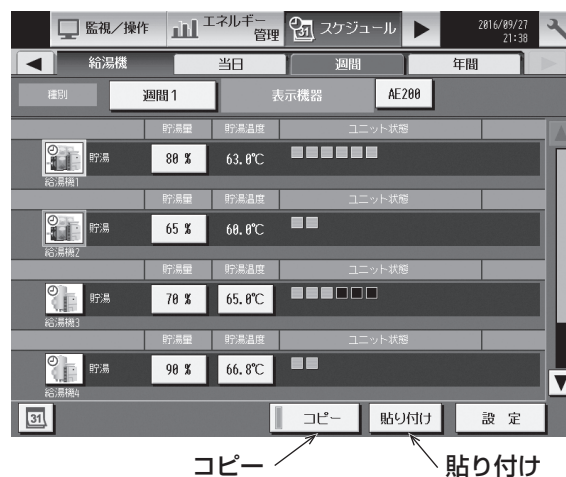 監視/操作
エネルギー管理
スケジュール
2016/09/27
21:38
給湯機
当日
週間
年間
種別
週間1
表示機器
AE200
貯湯量 貯湯温度 ユニット状態
貯湯 80 % 63.0℃
給湯機1
貯湯量 貯湯温度 ユニット状態
貯湯 65 % 60.0℃
給湯機2
貯湯量 貯湯温度 ユニット状態
貯湯 70 % 65.0℃
給湯機3
貯湯量 貯湯温度 ユニット状態
貯湯 90 % 66.8℃
給湯機4
31
コピー
貼り付け
設 定
コピー
貼り付け